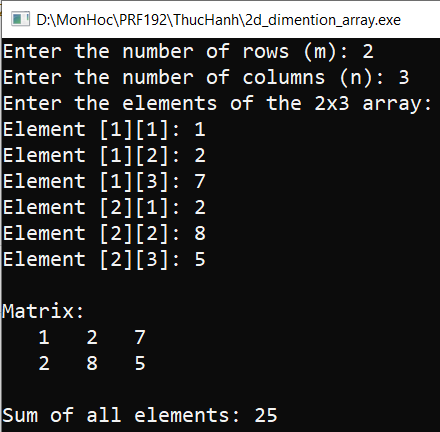 D:\MonHoc\PRF192\ThucHanh\2d_dimention_array.exe
Enter the number of rows (m): 2
Enter the number of columns (n): 3
Enter the elements of the 2x3 array:
Element [1][1]: 1
Element [1][2]: 2
Element [1][3]: 7
Element [2][1]: 2
Element [2][2]: 8
Element [2][3]: 5
Matrix:
1 2 7
2 8 5
Sum of all elements: 25